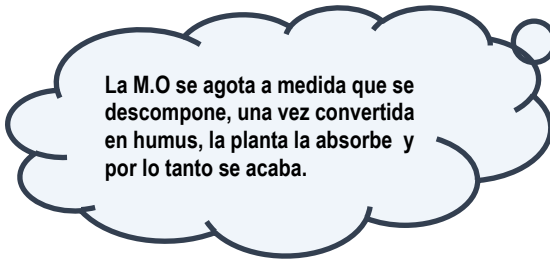 La M.O se agota a medida que se
descompone, una vez convertida
en humus, la planta la absorbe  y
por lo tanto se acaba.